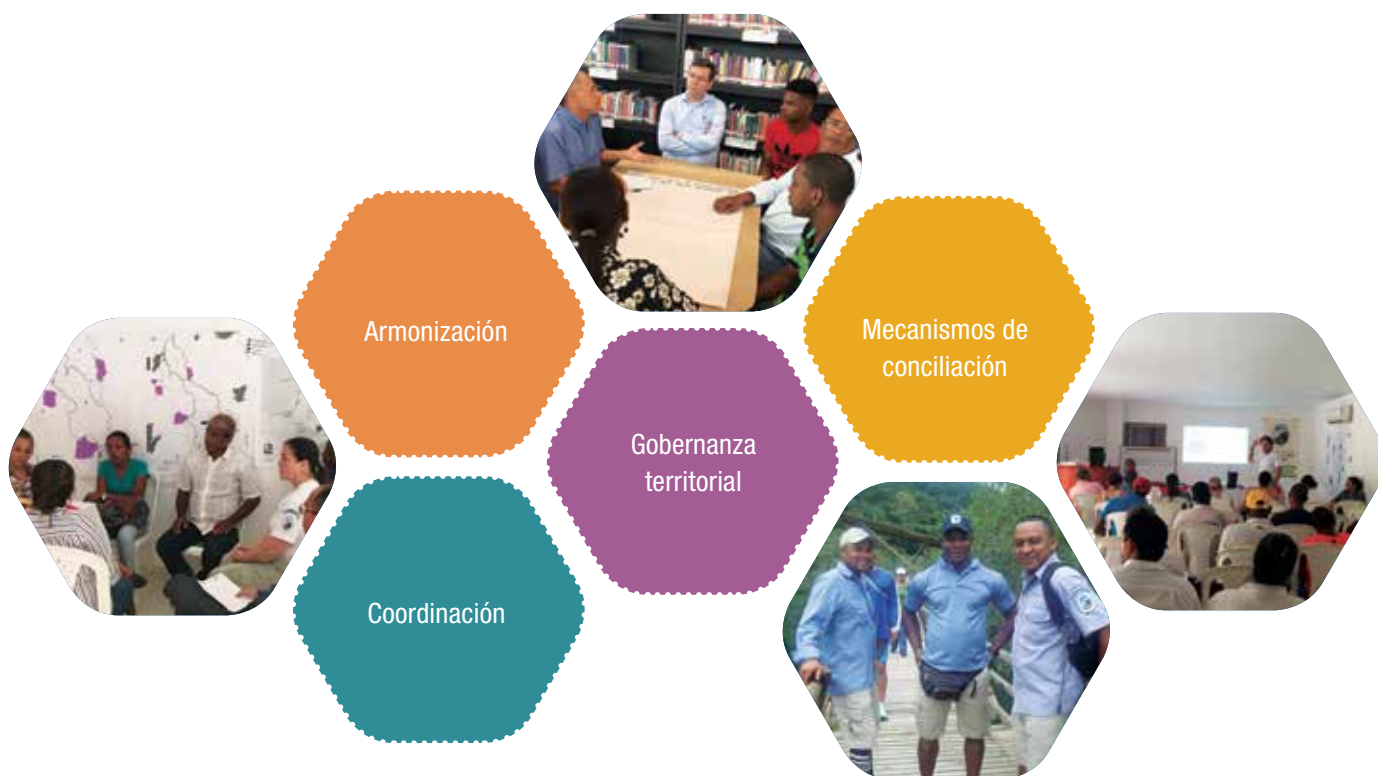 Armonización
Mecanismos de
conciliación
Gobernanza
territorial
Coordinación